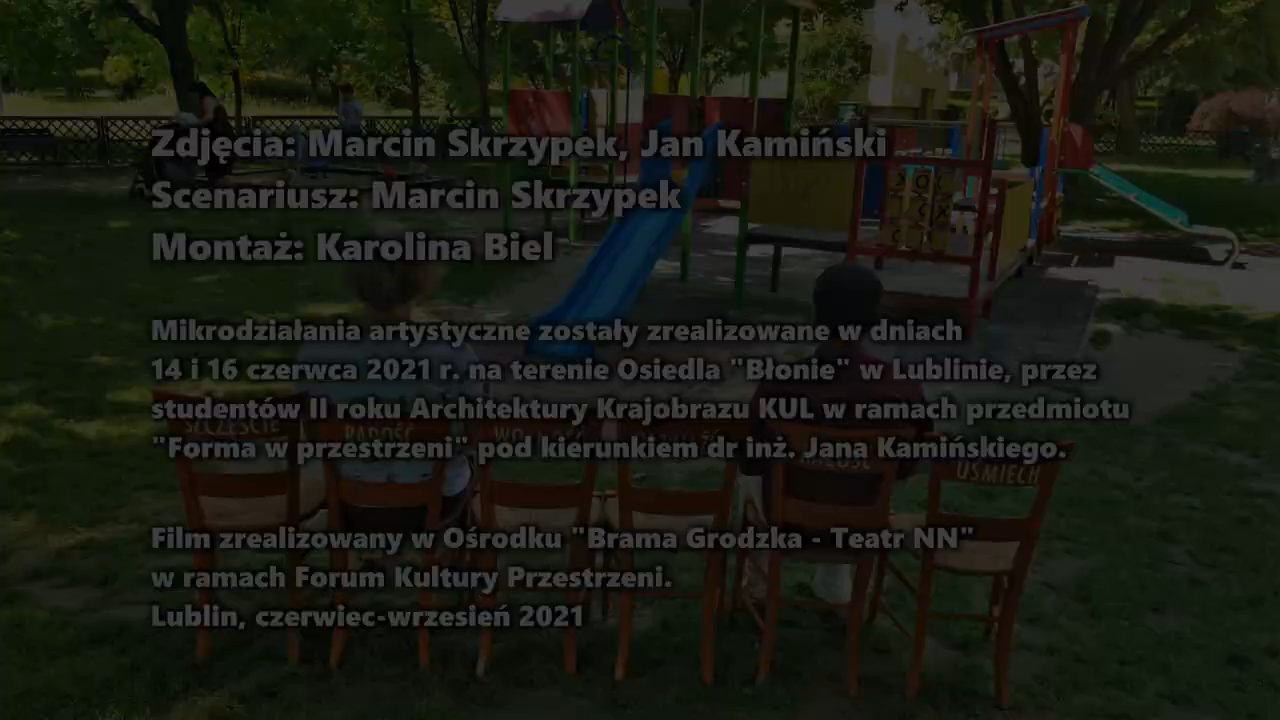 Zdjęcia: Marcin Skrzypek, Jan Kamiński
Scenariusz: Marcin Skrzypek
Montaż: Karolina Biel
Mikrodziałania artystyczne zostały zrealizowane w dniach
14 i 16 czerwca 2021 r. na terenie Osiedla "Błonie" w Lublinie, przez
studentów II roku Architektury Krajobrazu KUL w ramach przedmiotu
"Forma w przestrzeni" pod kierunkiem dr inż. Jana Kamińskiego.
Film zrealizowany w Ośrodku "Brama Grodzka - Teatr NN"
w ramach Forum Kultury Przestrzeni.
Lublin, czerwiec-wrzesień 2021
SZCZĘŚCIE
RADOŚĆ
UŚMIECH